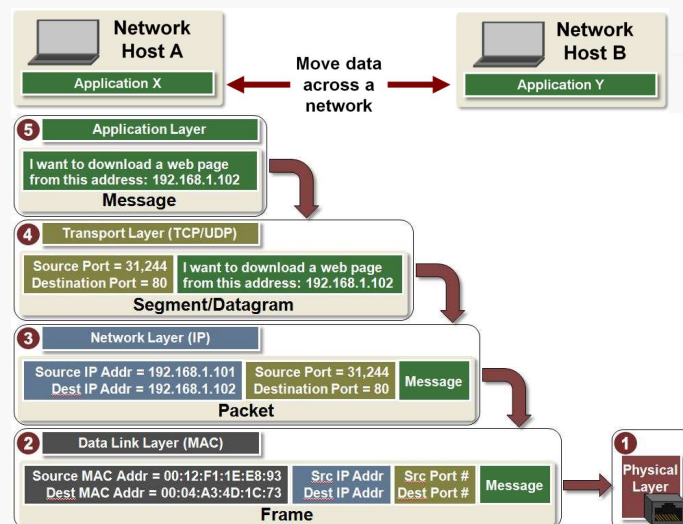 Network
Host A
Application X
Move data
across a
network
Network
Host B
Application Y
5 Application Layer
I want to download a web page
from this address: 192.168.1.102
Message
4 Transport Layer (TCP/UDP)
Source Port = 31,244
Destination Port = 80
I want to download a web page
from this address: 192.168.1.102
Segment/Datagram
3 Network Layer (IP)
Source IP Addr = 192.168.1.101
Dest IP Addr = 192.168.1.102
Source Port = 31,244
Destination Port = 80
Message
Packet
2 Data Link Layer (MAC)
Source MAC Addr = 00:12:F1:1E:E8:93
Dest MAC Addr = 00:04:A3:4D:1C:73
Src IP Addr
Dest IP Addr
Src Port #
Dest Port #
Message
Frame
1
Physical
Layer